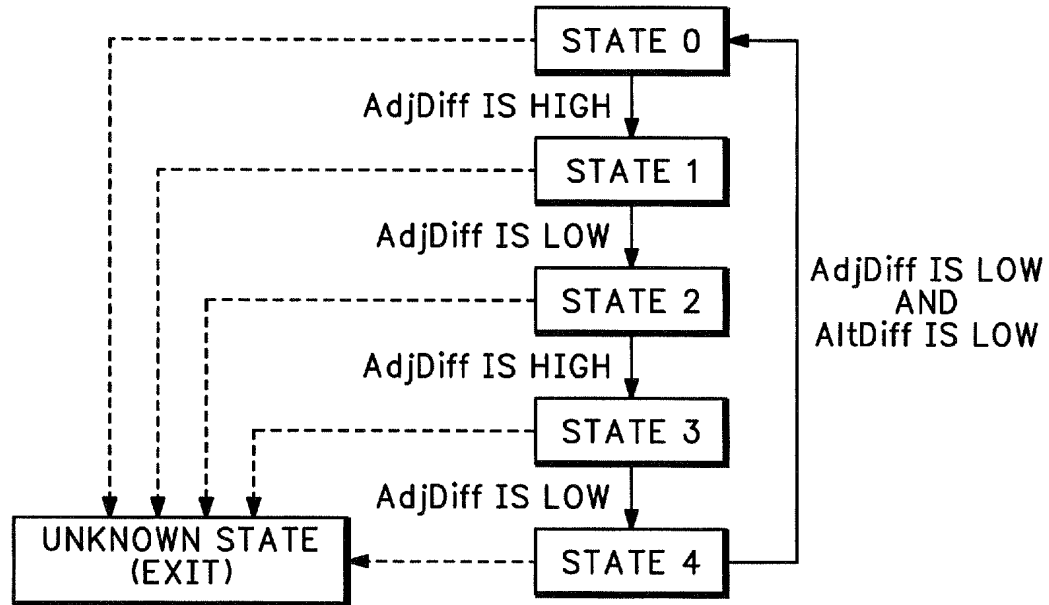 STATE 0
AdjDiff IS HIGH
STATE 1
AdjDiff IS LOW
STATE 2
AdjDiff IS HIGH
STATE 3
AdjDiff IS LOW
STATE 4
AdjDiff IS LOW
AND
AltDiff IS LOW
UNKNOWN STATE
(EXIT)